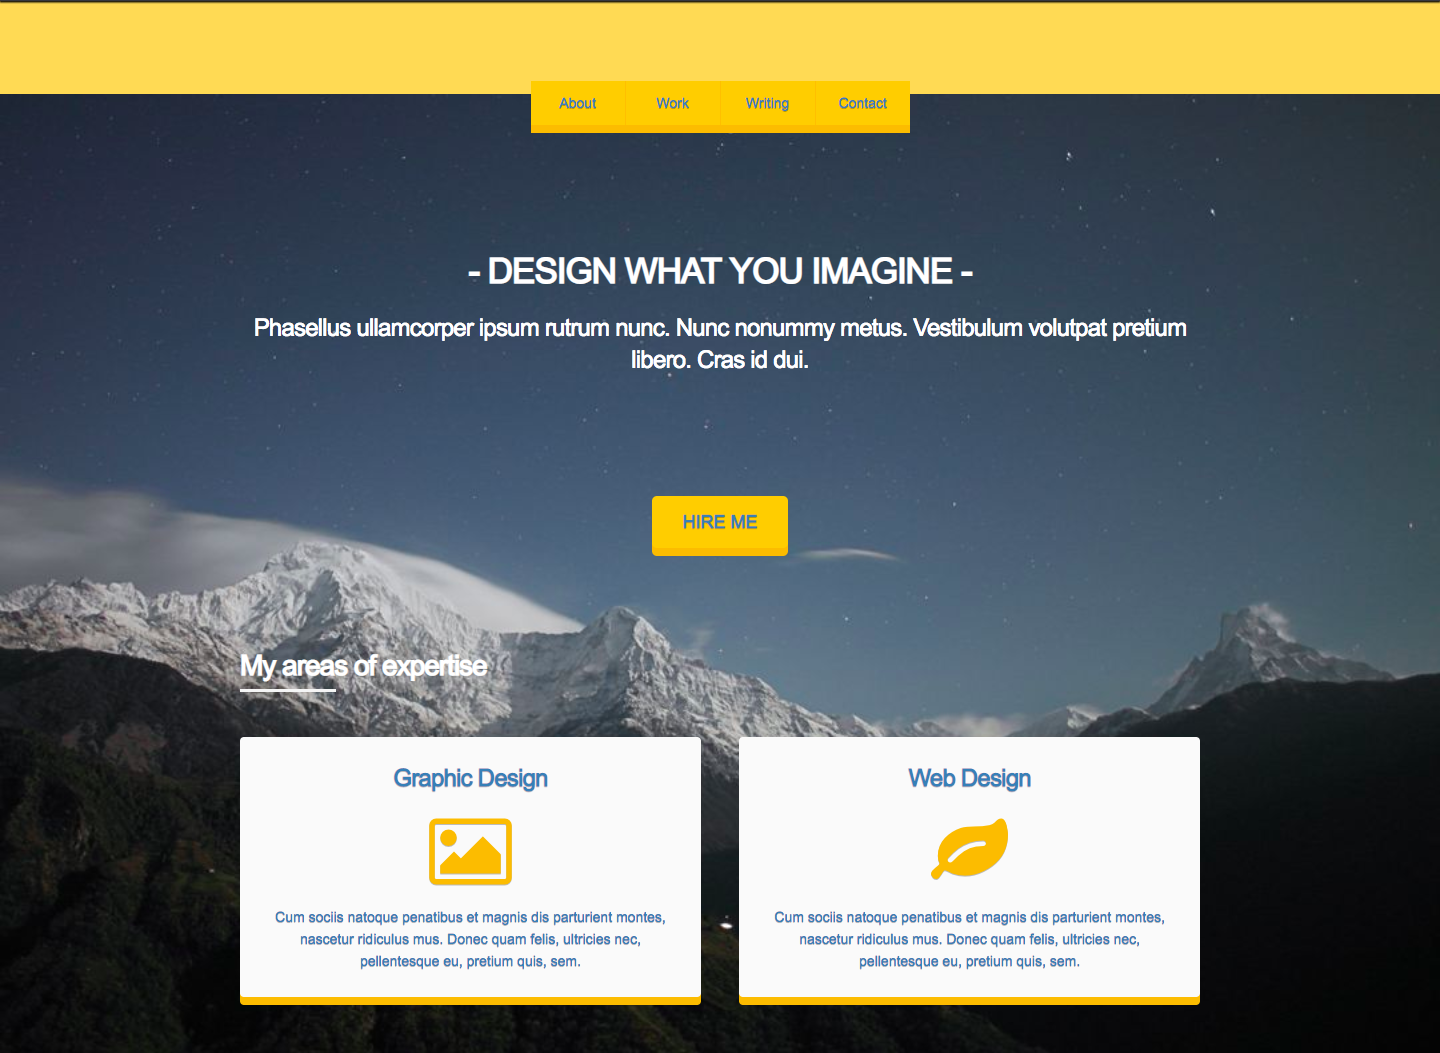 About
Work
Writing
Contact
- DESIGN WHAT YOU IMAGINE -
Phasellus ullamcorper ipsum rutrum nunc. Nunc nonummy metus. Vestibulum volutpat pretium
libero. Cras id dui.
HIRE ME
My areas of expertise
Graphic Design
Cum sociis natoque penatibus et magnis dis parturient montes,
nascetur ridiculus mus. Donec quam felis, ultricies nec,
pellentesque eu, pretium quis, sem.
Web Design
Cum sociis natoque penatibus et magnis dis parturient montes,
nascetur ridiculus mus. Donec quam felis, ultricies nec,
pellentesque eu, pretium quis, sem.